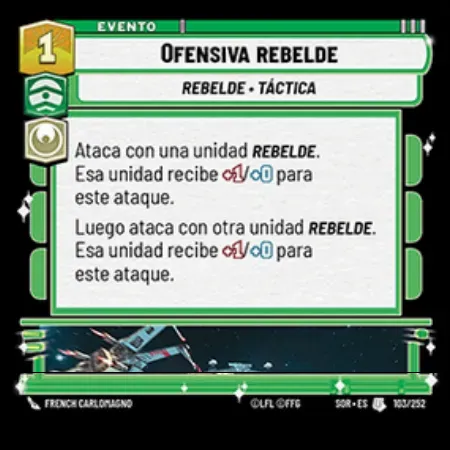 1
EVENTO
OFENSIVA REBELDE
REBELDE • TÁCTICA
Ataca con una unidad REBELDE.
Esa unidad recibe +1/+0 para
este ataque.
Luego ataca con otra unidad REBELDE.
Esa unidad recibe +1/+0 para
este ataque.
FRENCH CARLOMAGNO
©LFL ©FFG
SOR • ES
103/252